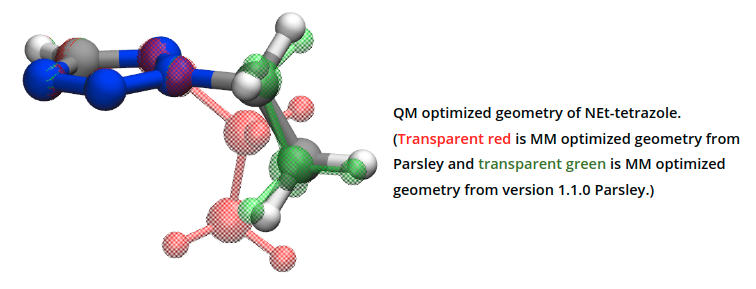 QM optimized geometry of NEt-tetrazole.
(Transparent red is MM optimized geometry from
Parsley and transparent green is MM optimized
geometry from version 1.1.0 Parsley.)